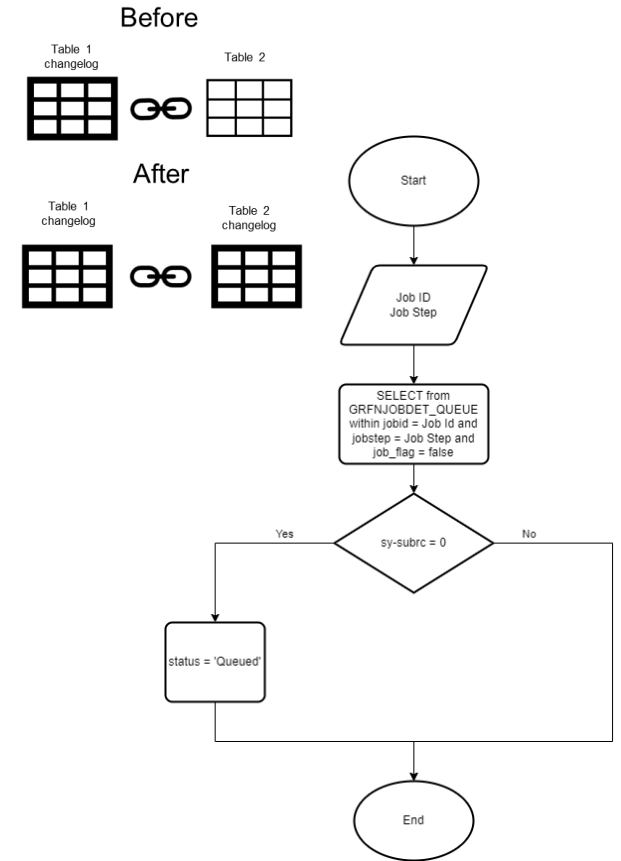 Before
Table 1
changelog
Table 2
After
Table 1
changelog
Table 2
changelog
Start
Job ID
Job Step
SELECT from
GRFNJOBDET_QUEUE
within jobid = Job Id and
jobstep = Job Step and
job_flag = false
sy-subrc = 0
Yes
No
status = 'Queued'
End